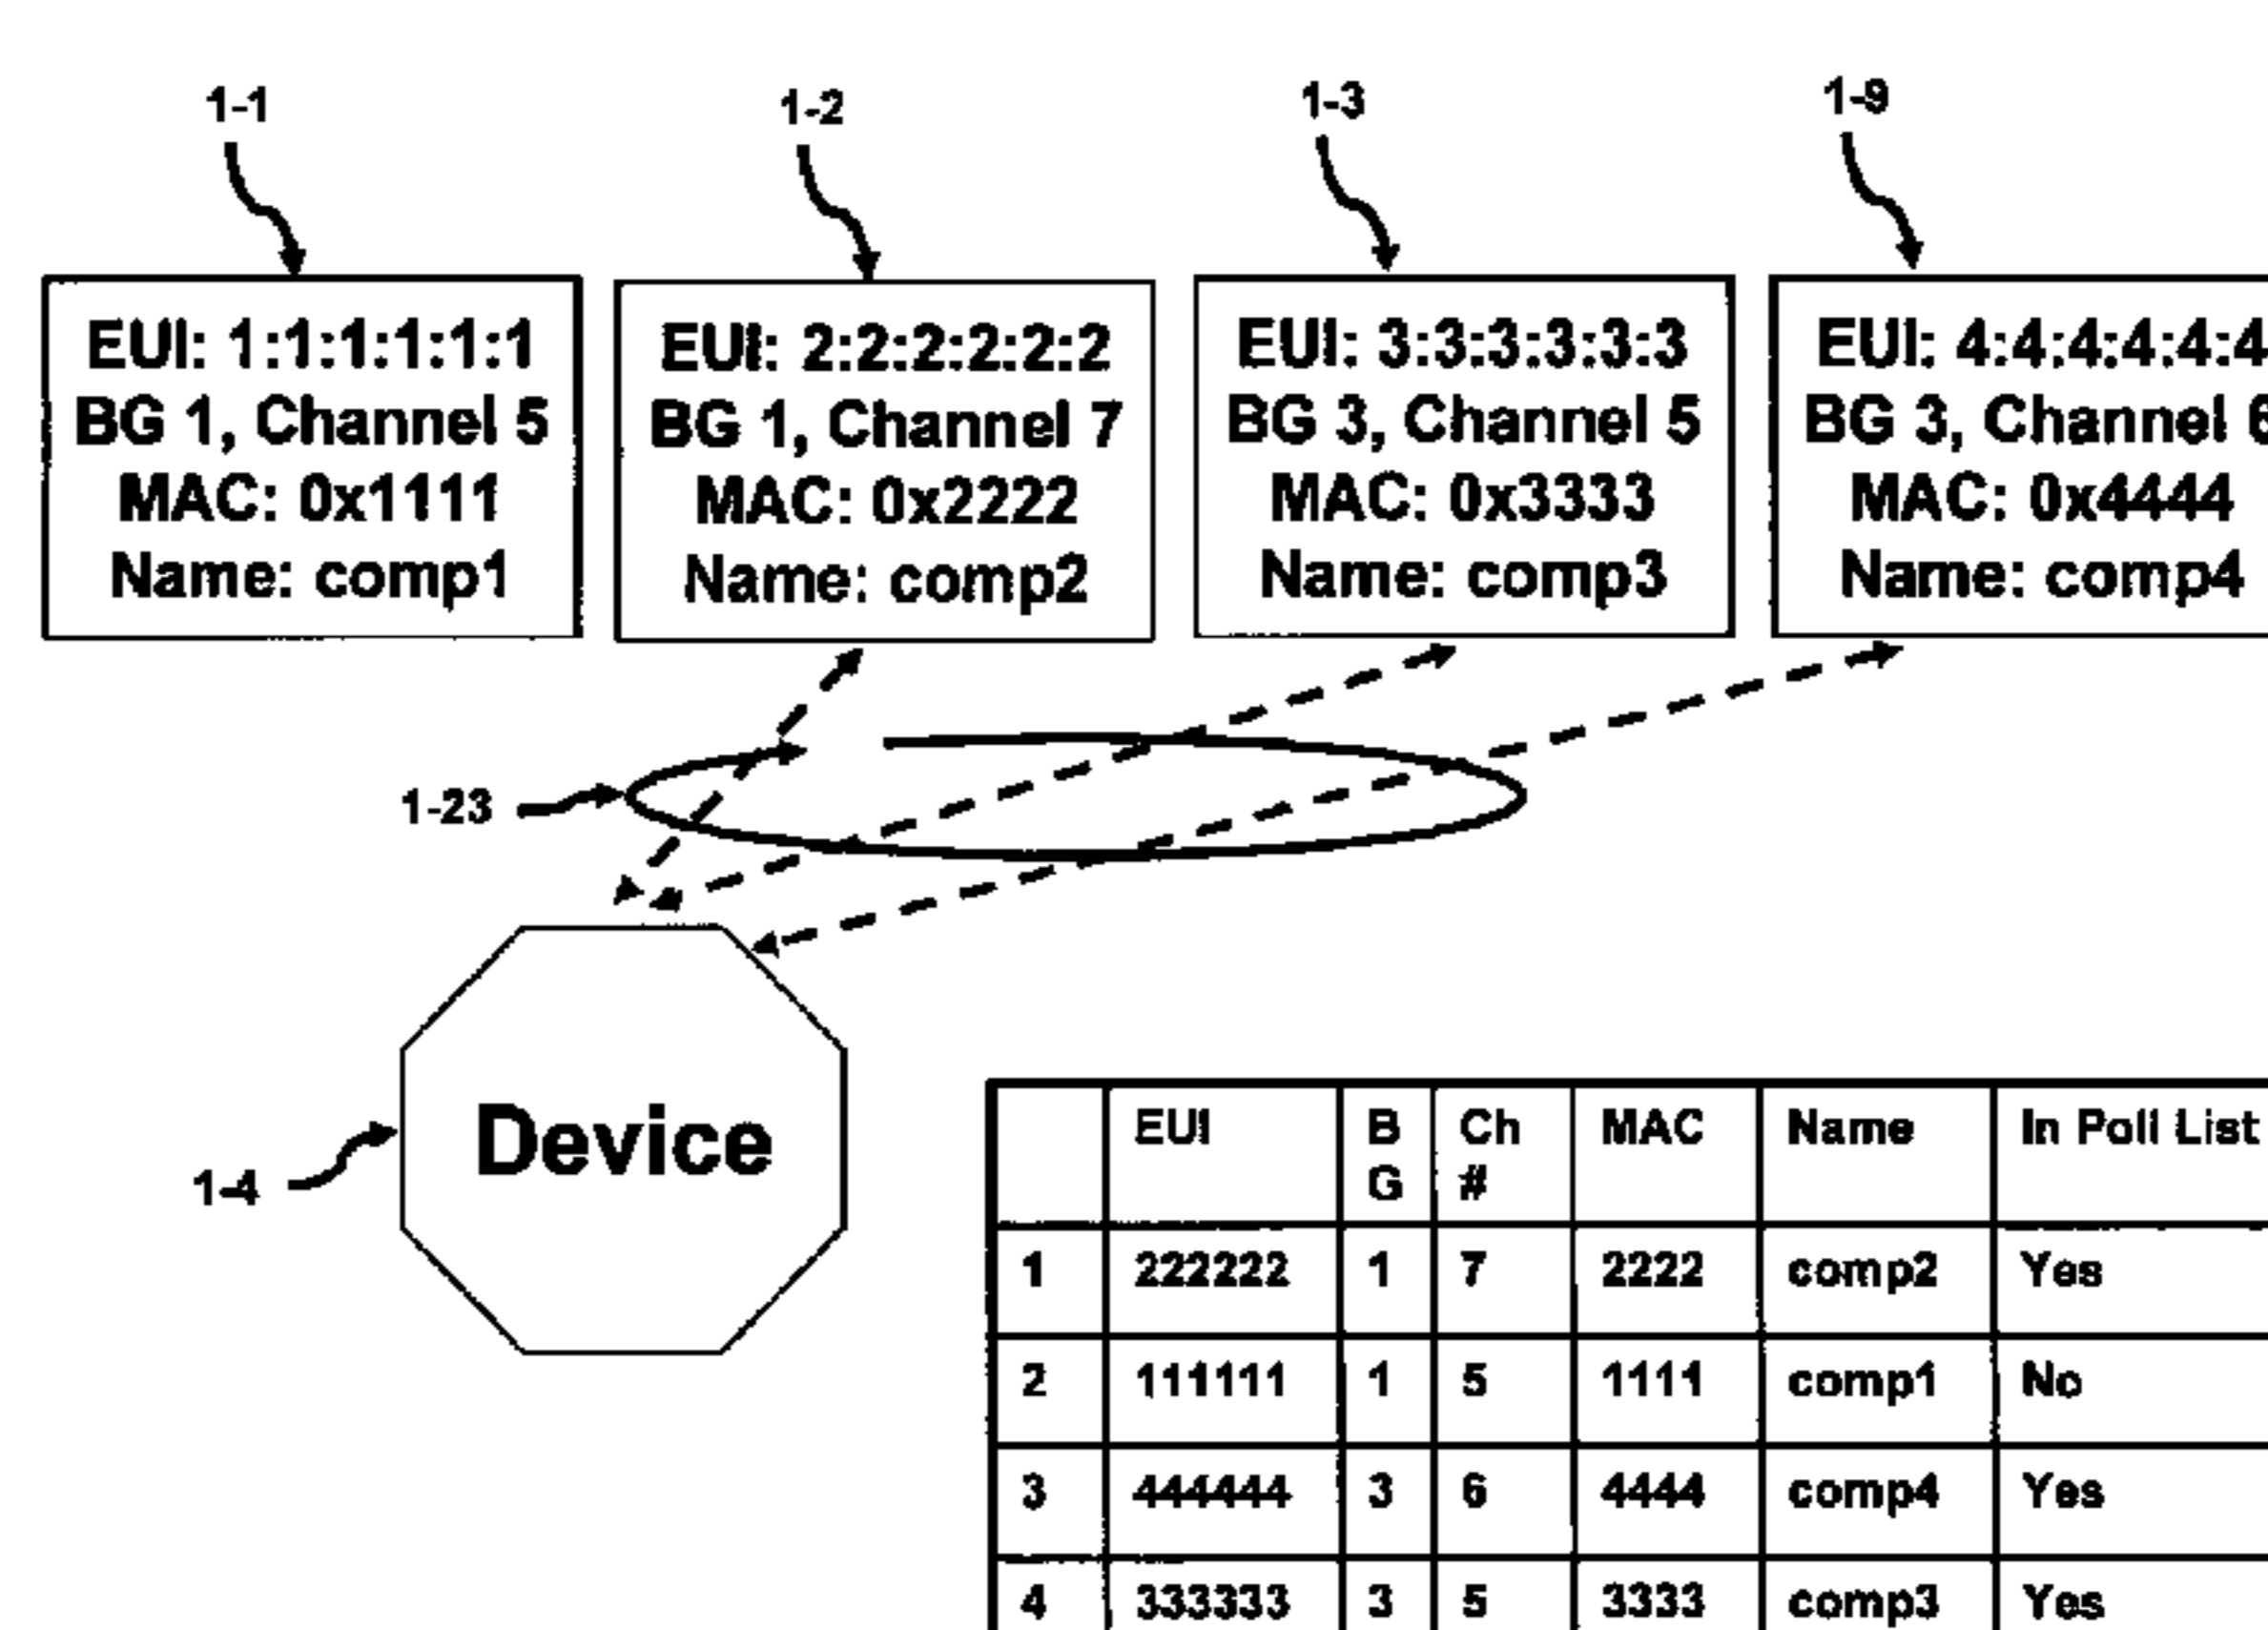 1-1
1-2
1-3
1-9
EUI: 1:1:1:1:1:1
BG 1, Channel 5
MAC: 0x1111
Name: comp1
EUI: 2:2:2:2:2:2
BG 1, Channel 7
MAC: 0x2222
Name: comp2
EUI: 3:3:3:3:3:3
BG 3, Channel 5
MAC: 0x3333
Name: comp3
EUI: 4:4:4:4:4:4
BG 3, Channel 6
MAC: 0x4444
Name: comp4
1-23
Device
1-4
EUI BG Ch # MAC Name In Poll List
1 222222 1 7 2222 comp2 Yes
2 111111 1 5 1111 comp1 No
3 444444 3 6 4444 comp4 Yes
4 333333 3 5 3333 comp3 Yes